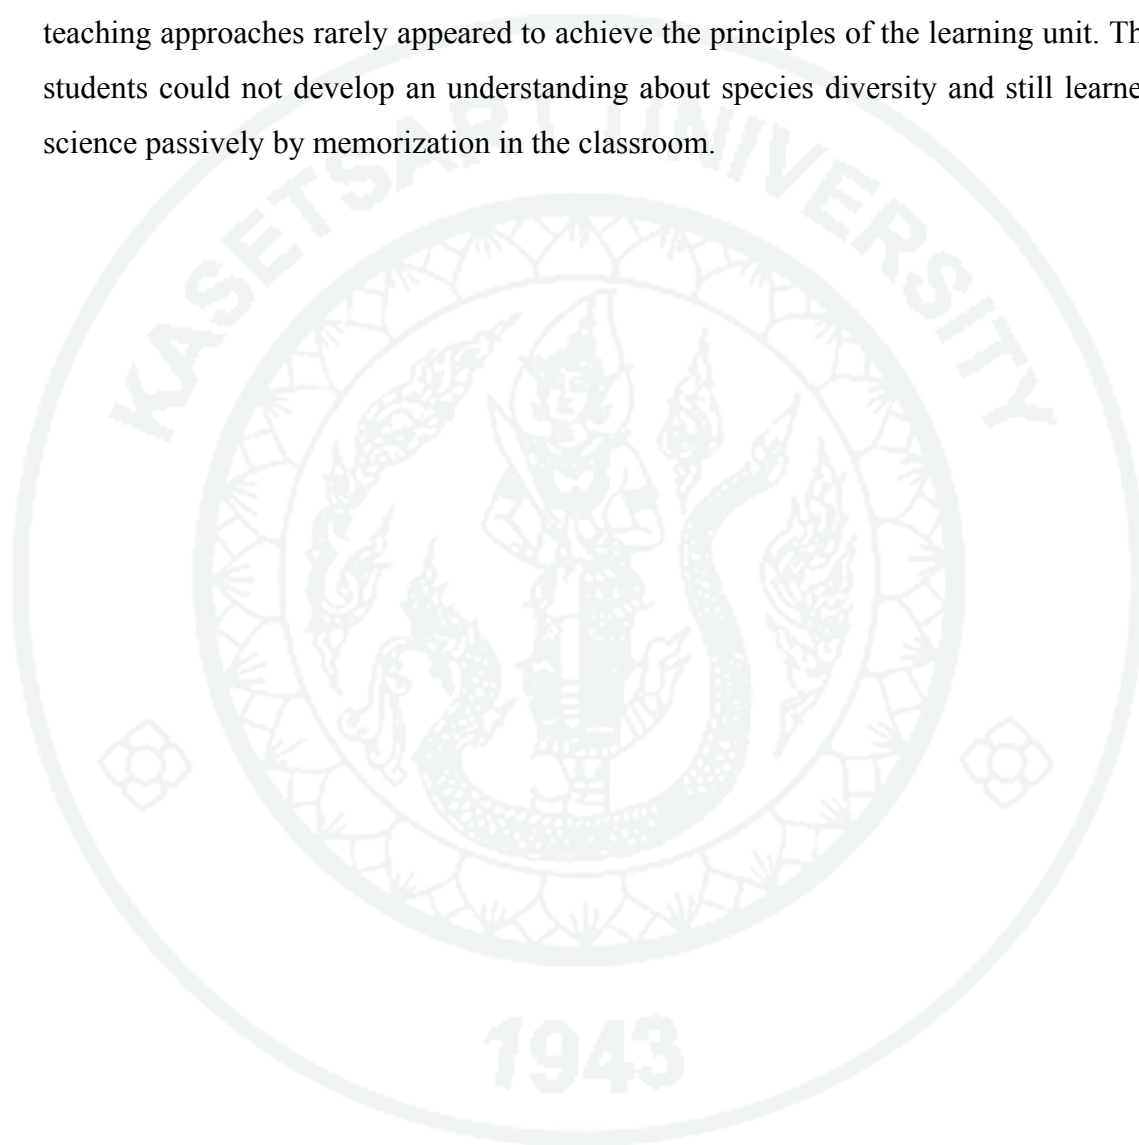 teaching approaches rarely appeared to achieve the principles of the learning unit. Th
students could not develop an understanding about species diversity and still learne
science passively by memorization in the classroom.
KASETSART UNIVERSITY
1943